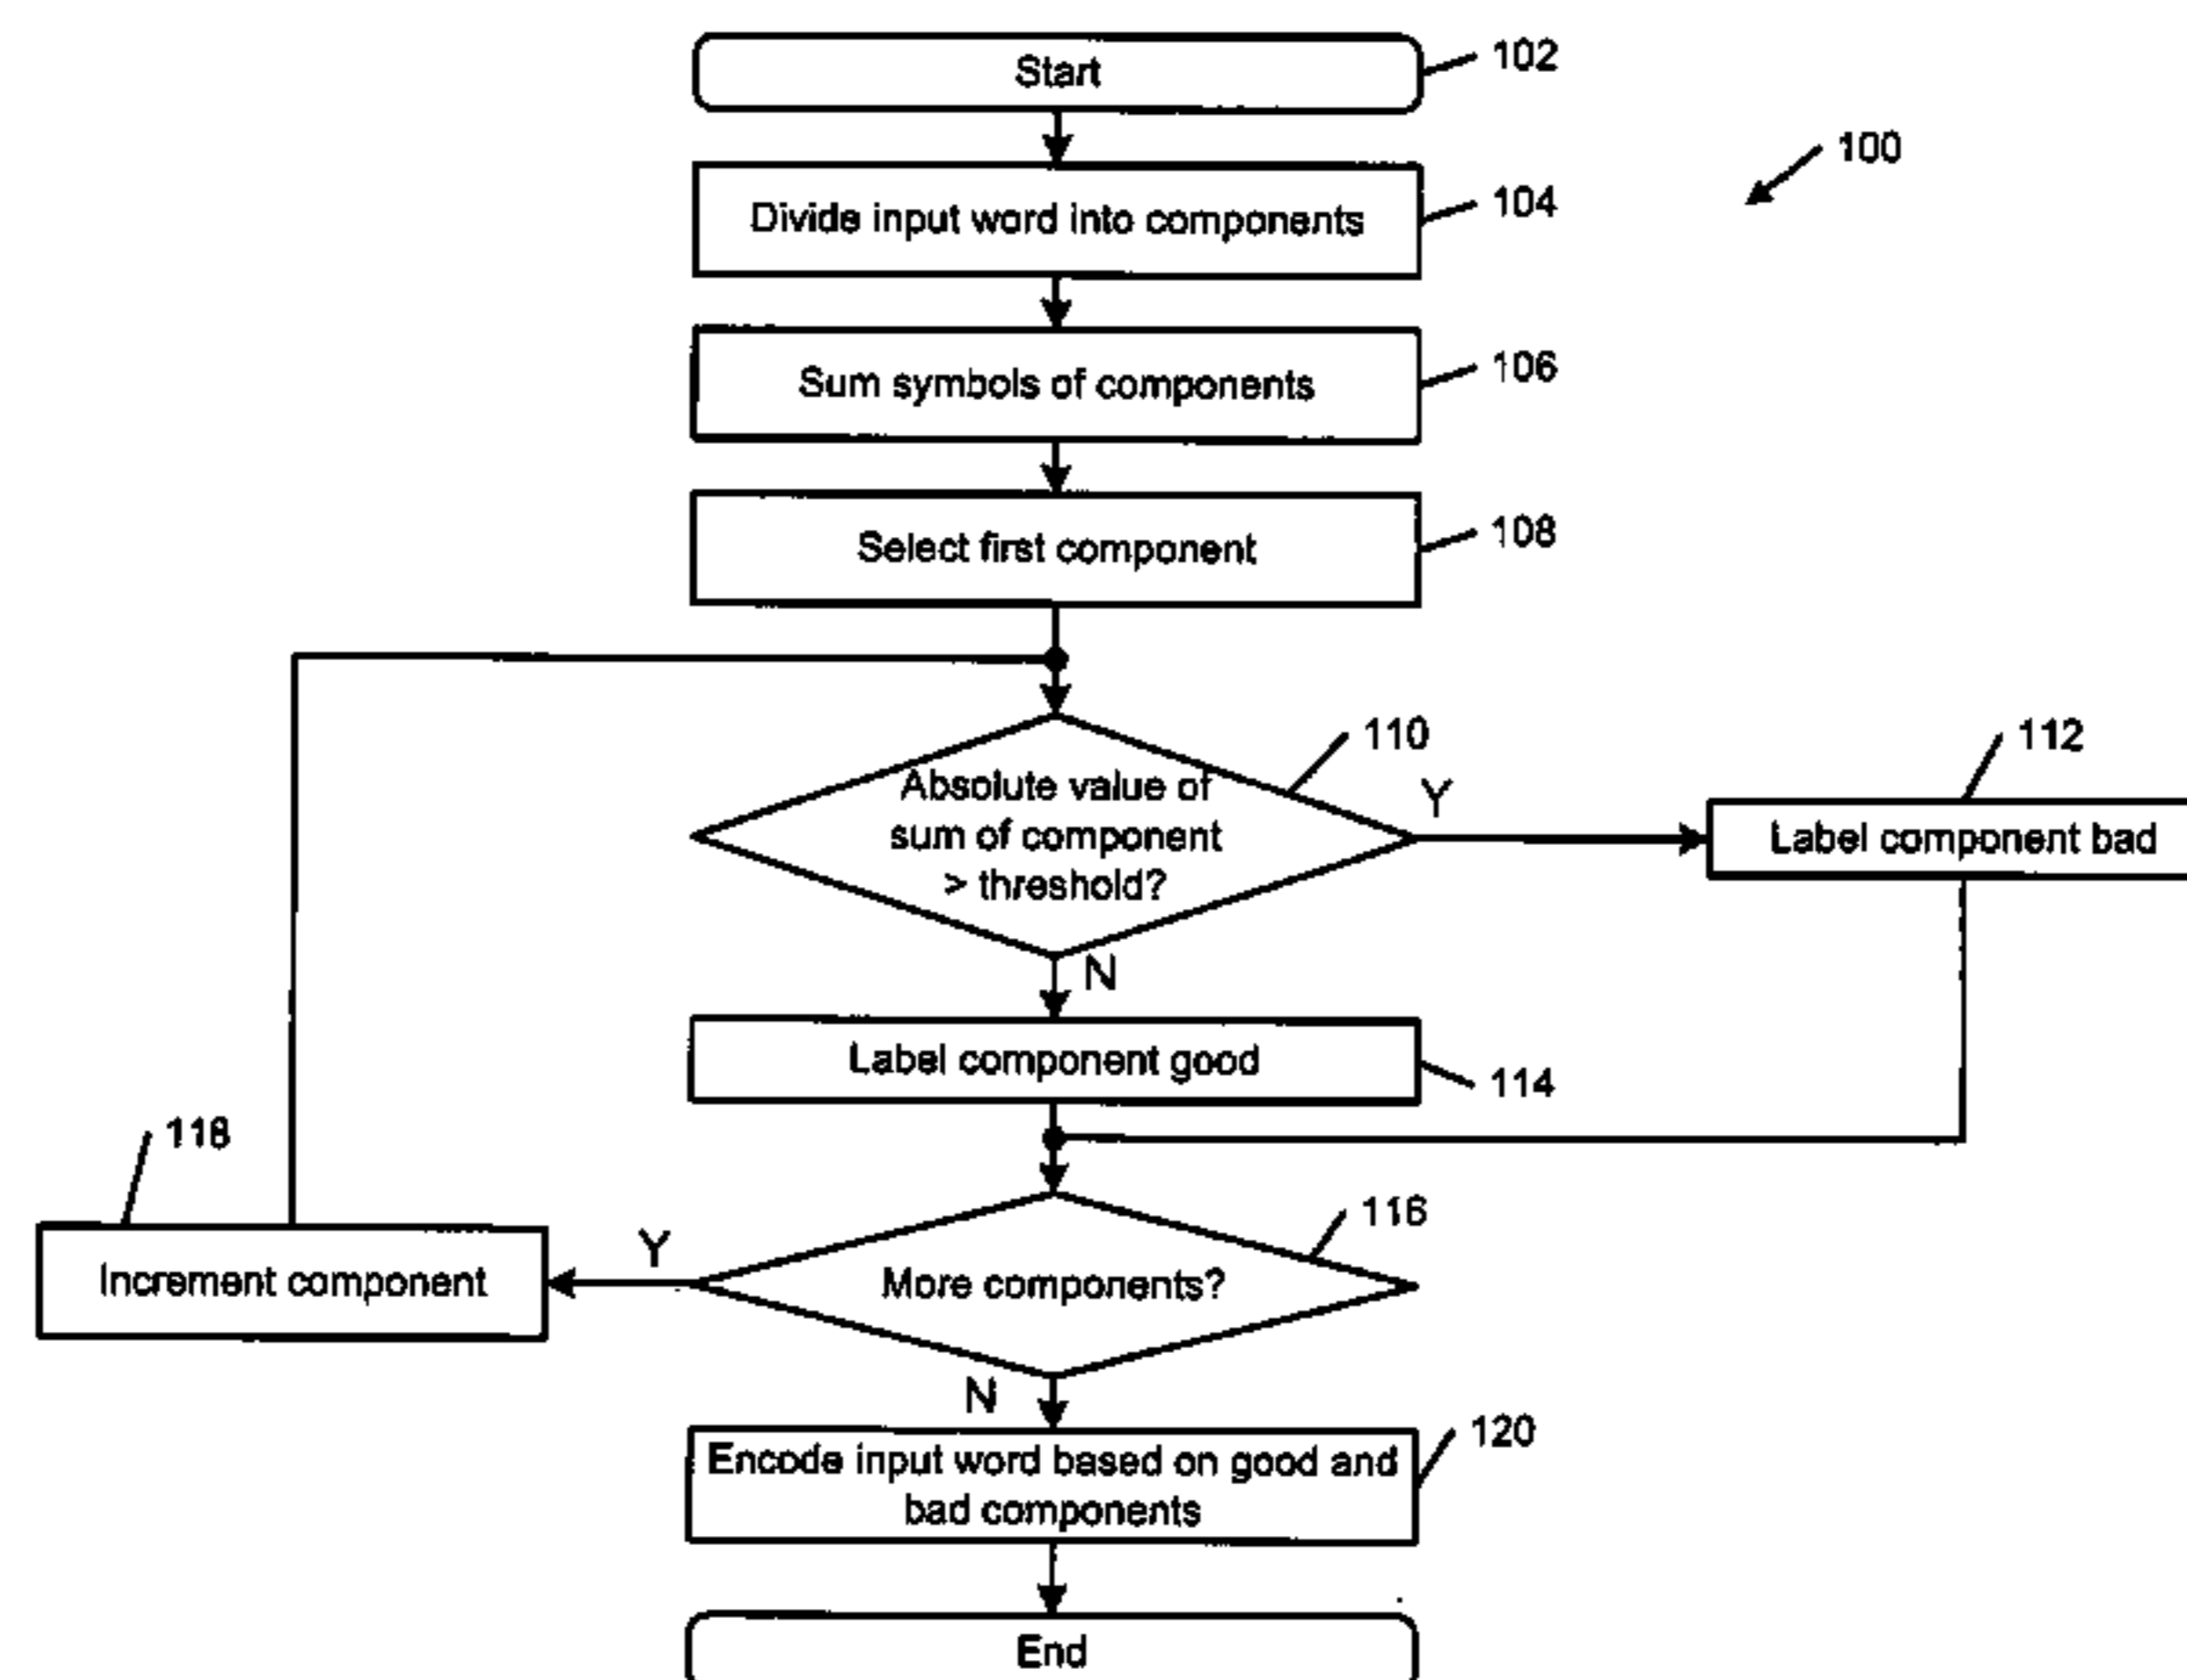 Start
102
100
Divide input word into components
104
Sum symbols of components
106
Select first component
108
Absolute value of
sum of component
> threshold?
110
Y
112
Label component bad
N
Label component good
114
118
Increment component
Y
More components?
116
N
Encode input word based on good and
bad components
120
End